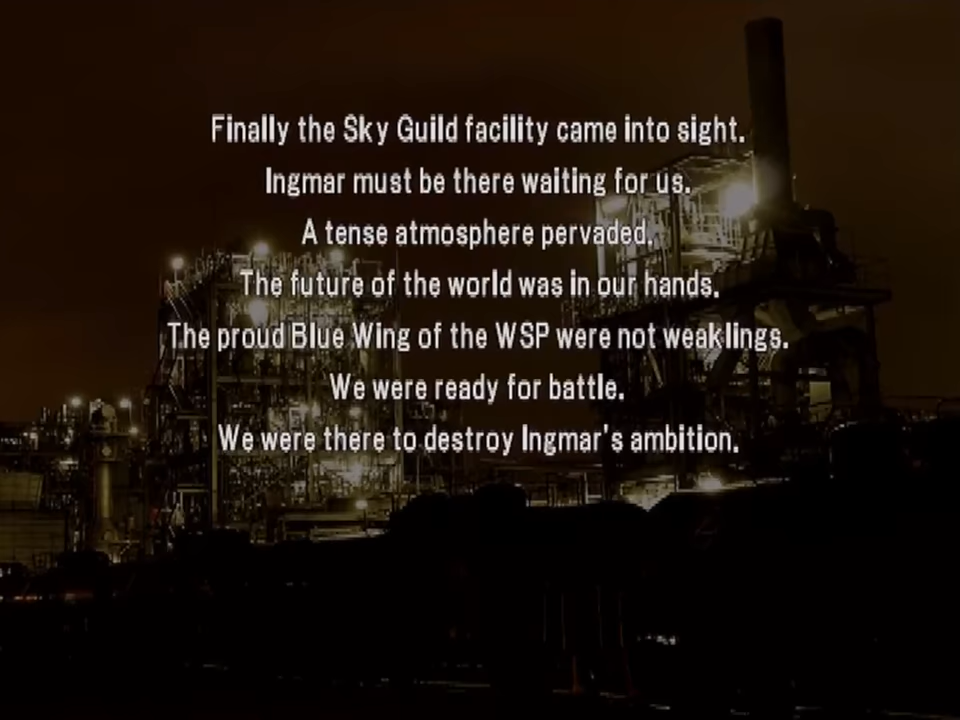 Finally the Sky Guild facility came into sight.
Ingmar must be there waiting for us.
A tense atmosphere pervaded.
The future of the world was in our hands.
The proud Blue Wing of the WSP were not weaklings.
We were ready for battle.
We were there to destroy Ingmar's ambition.